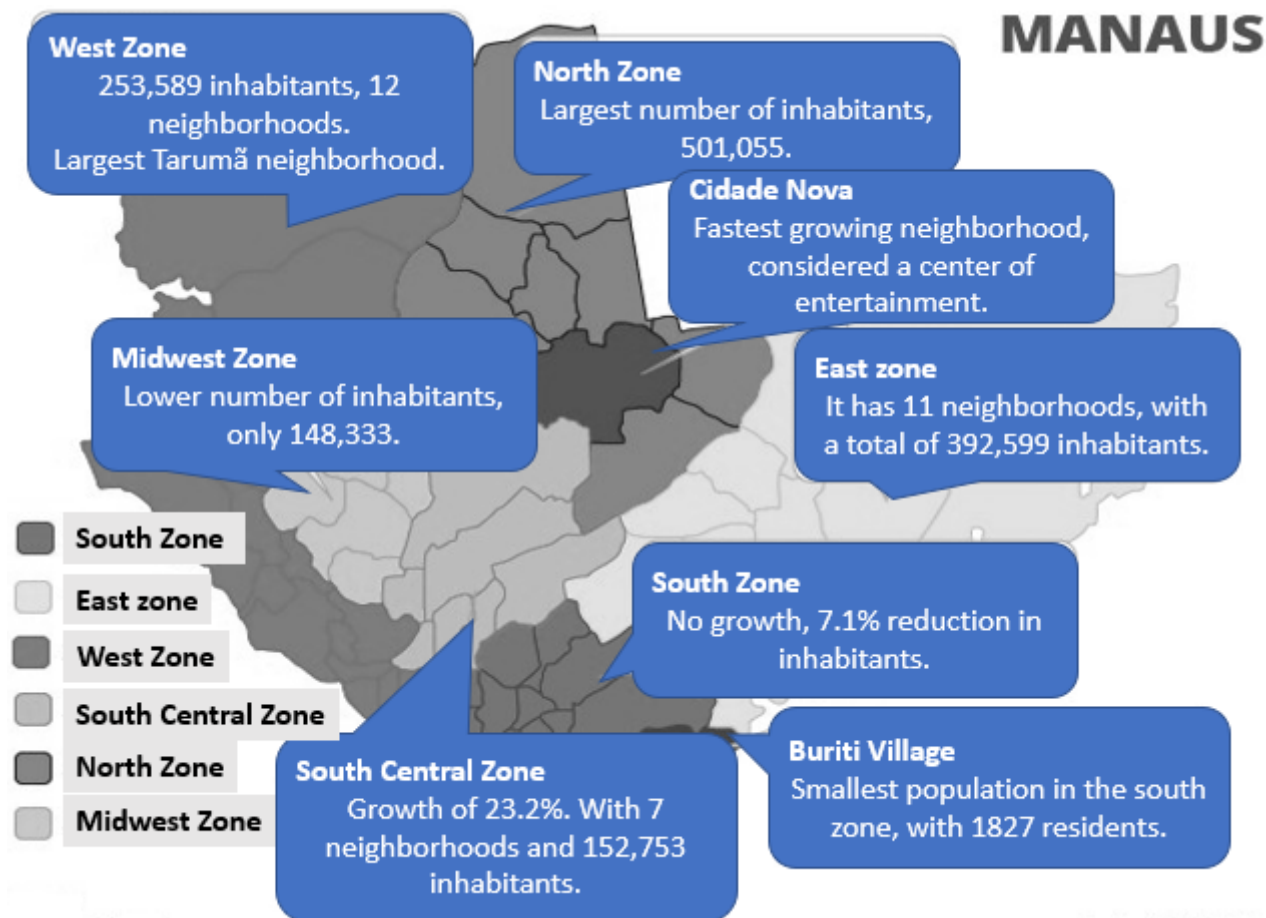 MANAUS
West Zone
253,589 inhabitants, 12
neighborhoods.
Largest Tarumã neighborhood.
North Zone
Largest number of inhabitants,
501,055.
Cidade Nova
Fastest growing neighborhood,
considered a center of
entertainment.
Midwest Zone
Lower number of inhabitants,
only 148,333.
East zone
It has 11 neighborhoods, with
a total of 392,599 inhabitants.
South Zone
East zone
West Zone
South Central Zone
North Zone
Midwest Zone
South Zone
No growth, 7.1% reduction in
inhabitants.
South Central Zone
Growth of 23.2%. With 7
neighborhoods and 152,753
inhabitants.
Buriti Village
Smallest population in the south
zone, with 1827 residents.